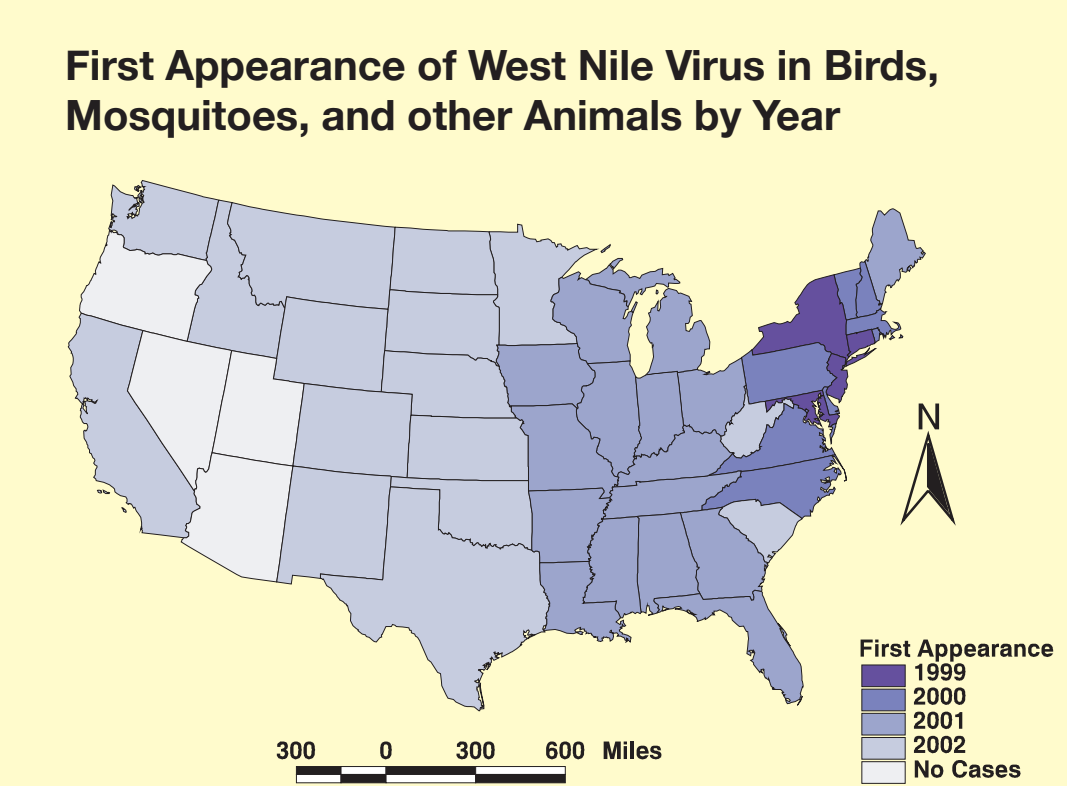 First Appearance of West Nile Virus in Birds,
Mosquitoes, and other Animals by Year
N
First Appearance
1999
2000
2001
2002
No Cases
300 0 300 600 Miles